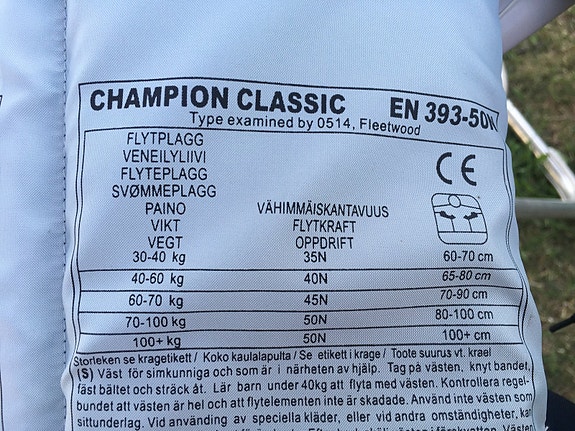 CHAMPION CLASSIC EN 393-50N
Type examined by 0514, Fleetwood
FLYTPLAGG
VENEILYLIIVI
FLYTEPLAGG
SVØMMEPLAGG
CE
PAINO VÄHIMMÄISKANTAVUUS
VIKT FLYTKRAFT
VEGT OPPDRIFT
30-40 kg 35N 60-70 cm
40-60 kg 40N 65-80 cm
60-70 kg 45N 70-90 cm
70-100 kg 50N 80-100 cm
100+ kg 50N 100+ cm
Storleken se kragetikett / Koko kaulalapulta / Se etikett i krage / Toote suurus vt. krael
(S) Väst för simkunniga och som är i närheten av hjälp. Tag på västen, knyt bandet,
fäst bältet och sträck åt. Lär barn under 40kg att flyta med västen. Kontrollera regel-
bundet att västen är hel och att flytelementen inte är skadade. Använd inte västen som
sittunderlag. Vid användning av speciella kläder, eller vid andra omständigheter, kan